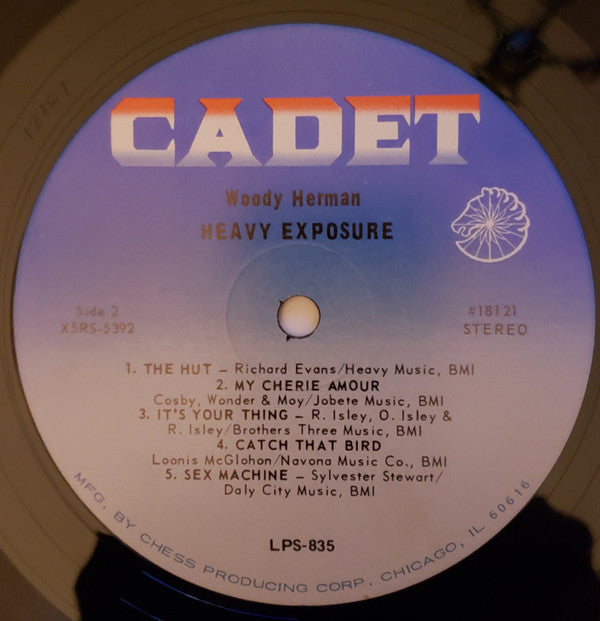 CADET
Woody Herman
HEAVY EXPOSURE
Side 2
XSRS-5392
#18121
STEREO
1. THE HUT – Richard Evans/Heavy Music, BMI
2. MY CHERIE AMOUR
Cosby, Wonder & Moy/Jobete Music, BMI
3. IT'S YOUR THING – R. Isley, O. Isley &
R. Isley/Brothers Three Music, BMI
4. CATCH THAT BIRD
Loonis McGlohon/Navona Music Co., BMI
5. SEX MACHINE – Sylvester Stewart/
Daly City Music, BMI
LPS-835
MFG. BY CHESS PRODUCING CORP. CHICAGO, IL 60616